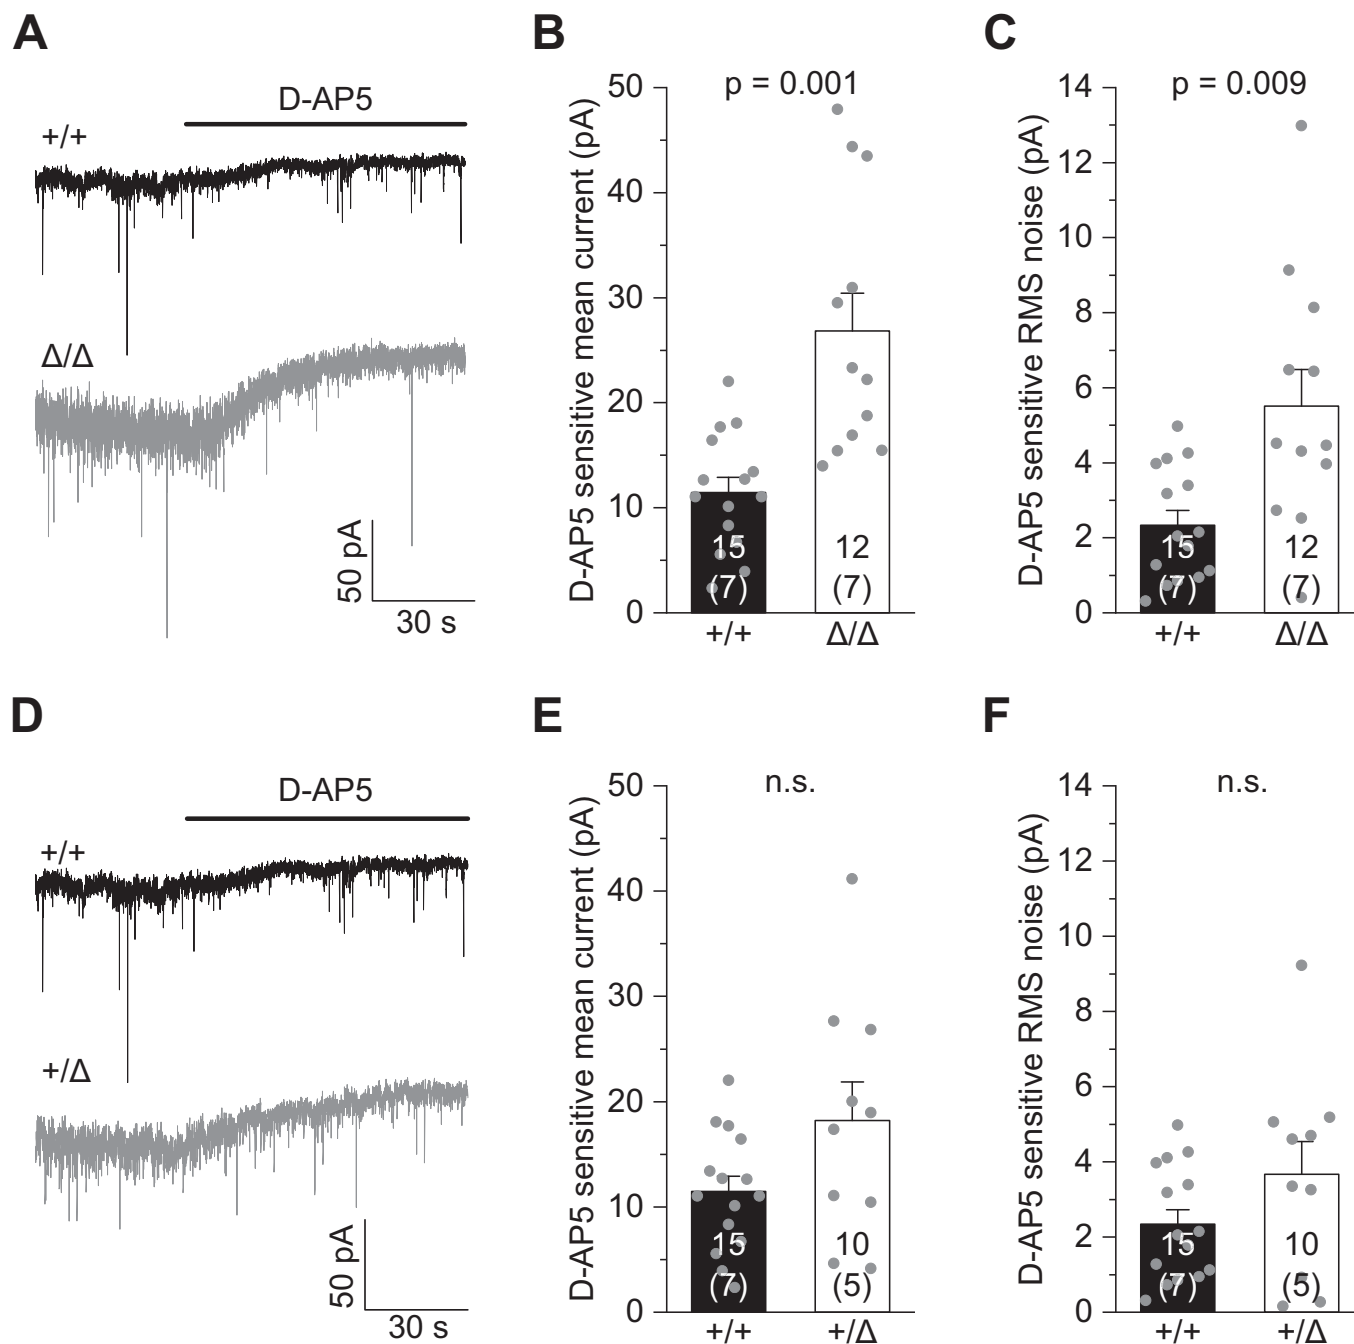 A
D-AP5
+/+
Δ/Δ
50 pA
30 s
B
D-AP5 sensitive mean current (pA)
p = 0.001
50
40
30
20
10
0
15
(7)
12
(7)
+/+
Δ/Δ
C
D-AP5 sensitive RMS noise (pA)
p = 0.009
14
12
10
8
6
4
2
0
15
(7)
12
(7)
+/+
Δ/Δ
D
D-AP5
+/+
+/Δ
50 pA
30 s
E
D-AP5 sensitive mean current (pA)
n.s.
50
40
30
20
10
0
15
(7)
10
(5)
+/+
+/Δ
F
D-AP5 sensitive RMS noise (pA)
n.s.
14
12
10
8
6
4
2
0
15
(7)
10
(5)
+/+
+/Δ